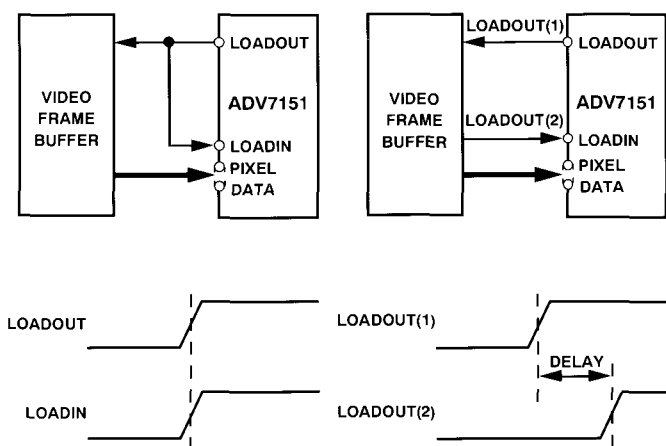 LOADOUT
ADV7151
VIDEO
FRAME
BUFFER
LOADIN
PIXEL
DATA
LOADOUT(1)
LOADOUT
ADV7151
VIDEO
FRAME
BUFFER
LOADOUT(2)
LOADIN
PIXEL
DATA
LOADOUT
LOADIN
LOADOUT(1)
DELAY
LOADOUT(2)